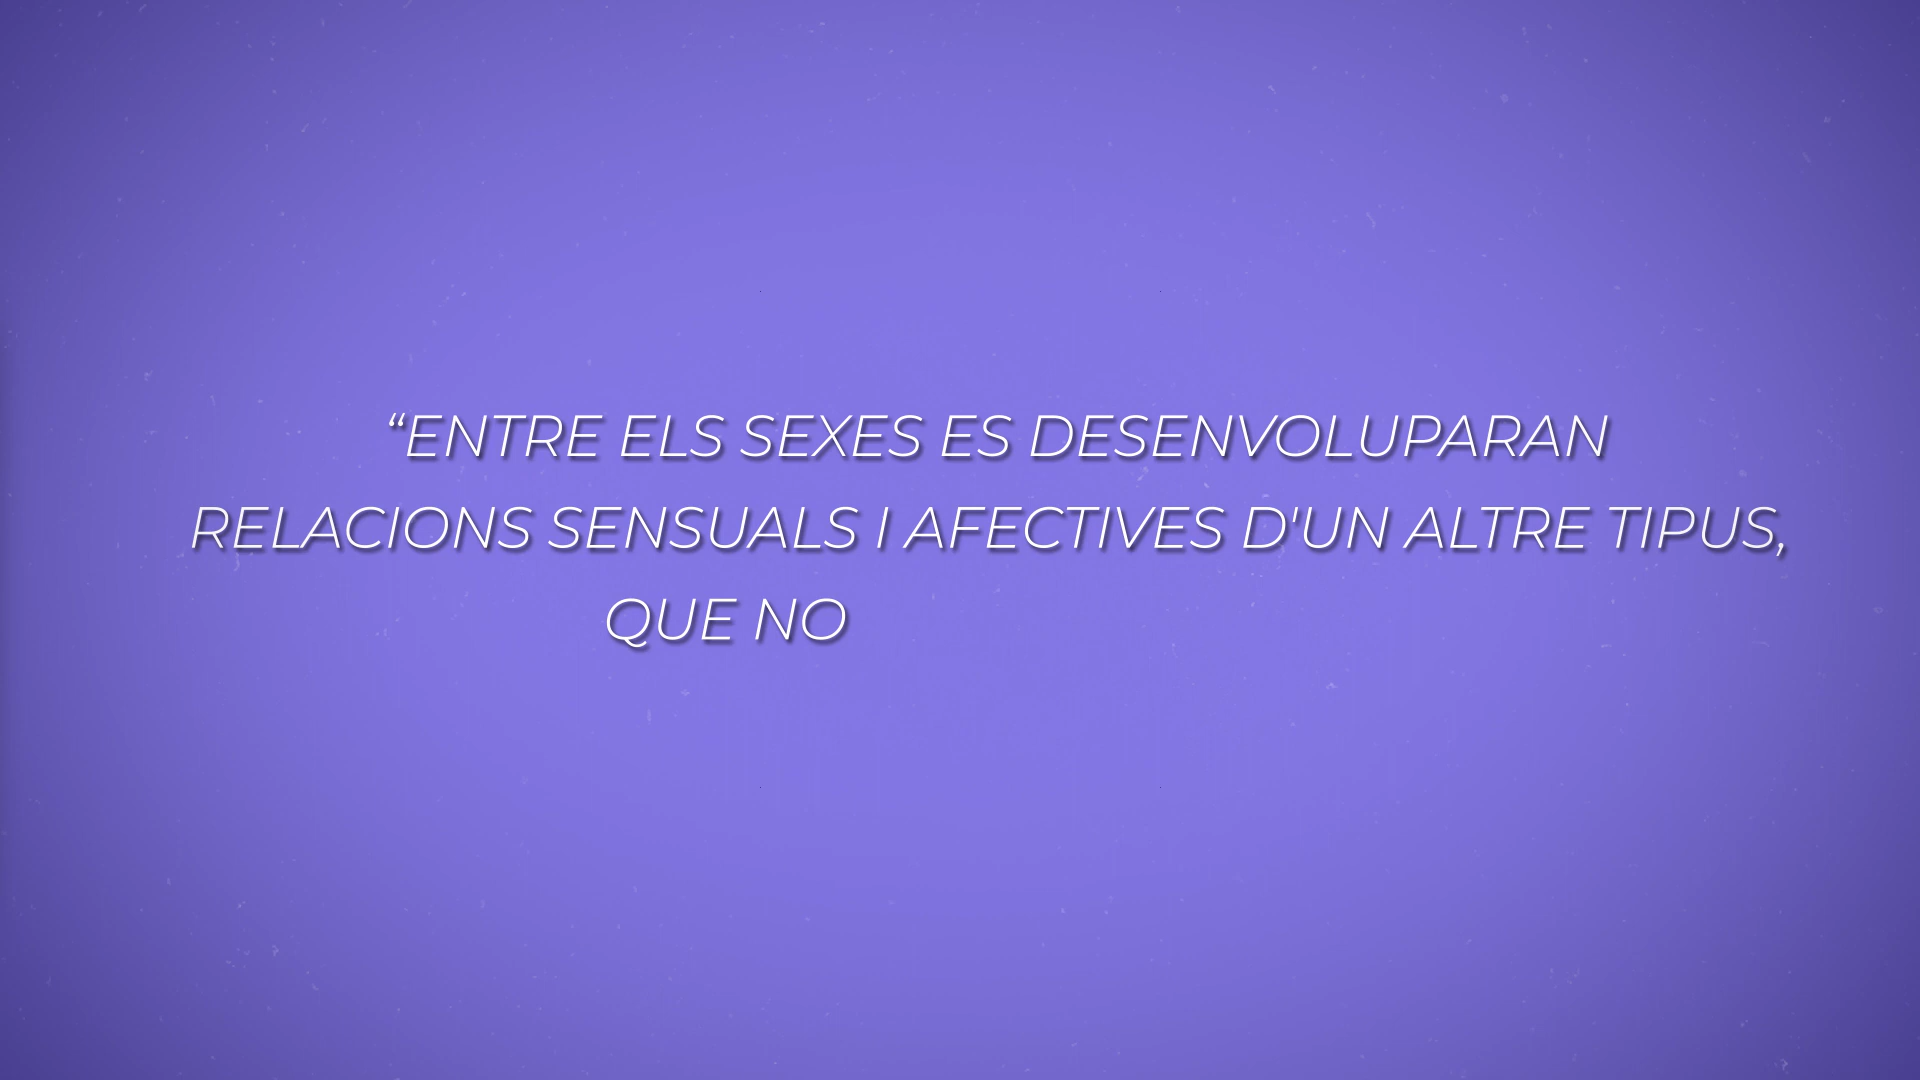 “ENTRE ELS SEXES ES DESENVOLUPARAN
RELACIONS SENSUALS I AFECTIVES D'UN ALTRE TIPUS,
QUE NO